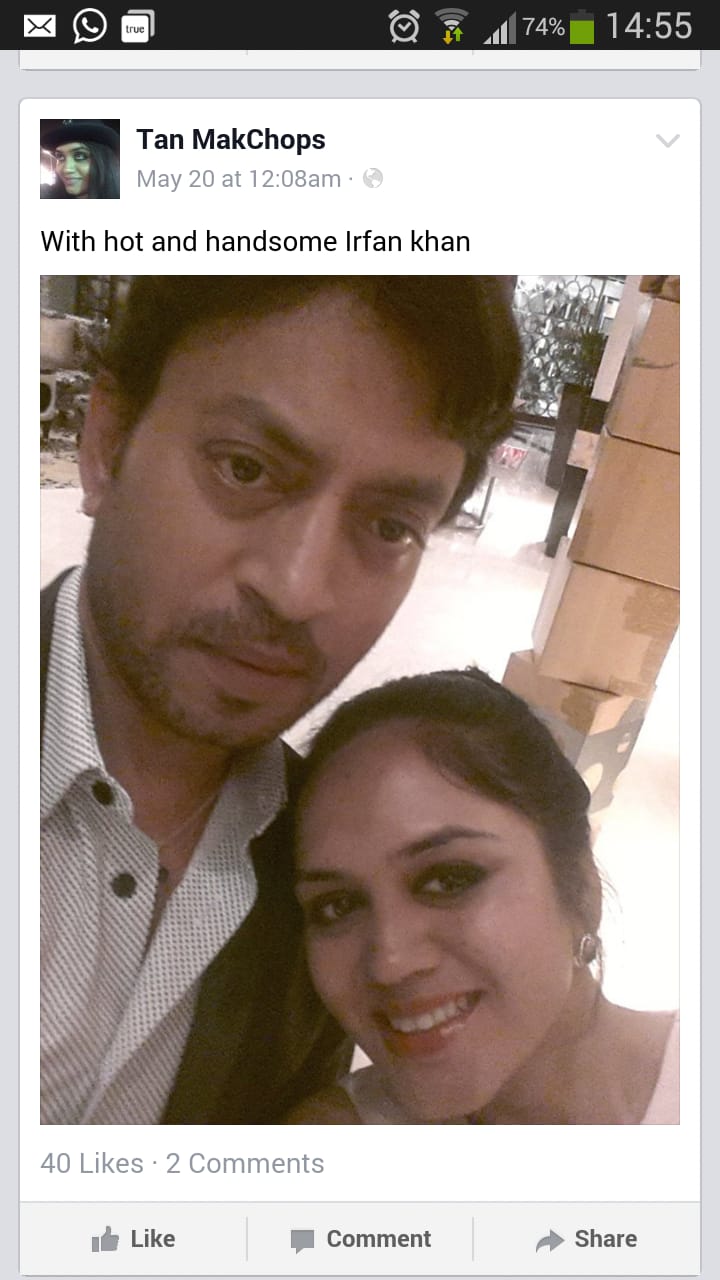 true
74%
14:55
Tan MakChops
May 20 at 12:08am ·
With hot and handsome Irfan khan
40 Likes · 2 Comments
Like
Comment
Share